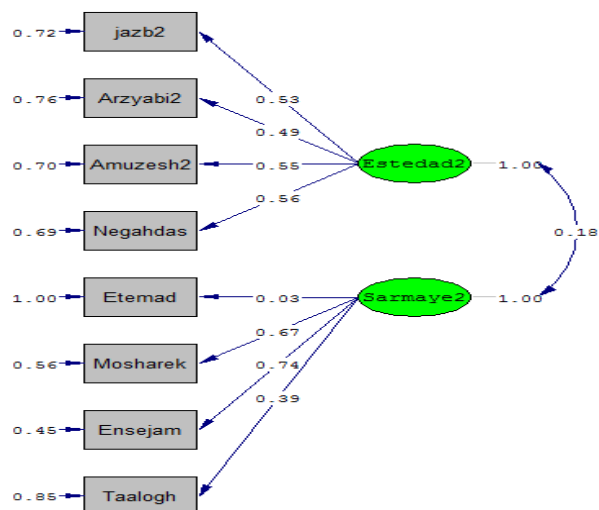 0.72 jazb2
0.53
0.76 Arzyabi2
0.49
0.70 Amuzesh2 0.55 Estedad2 1.00
0.56
0.69 Negahdas
0.18
1.00 Etemad 0.03 Sarmaye2 1.00
0.67
0.56 Mosharek
0.74
0.39
0.45 Ensejam
0.85 Taalogh